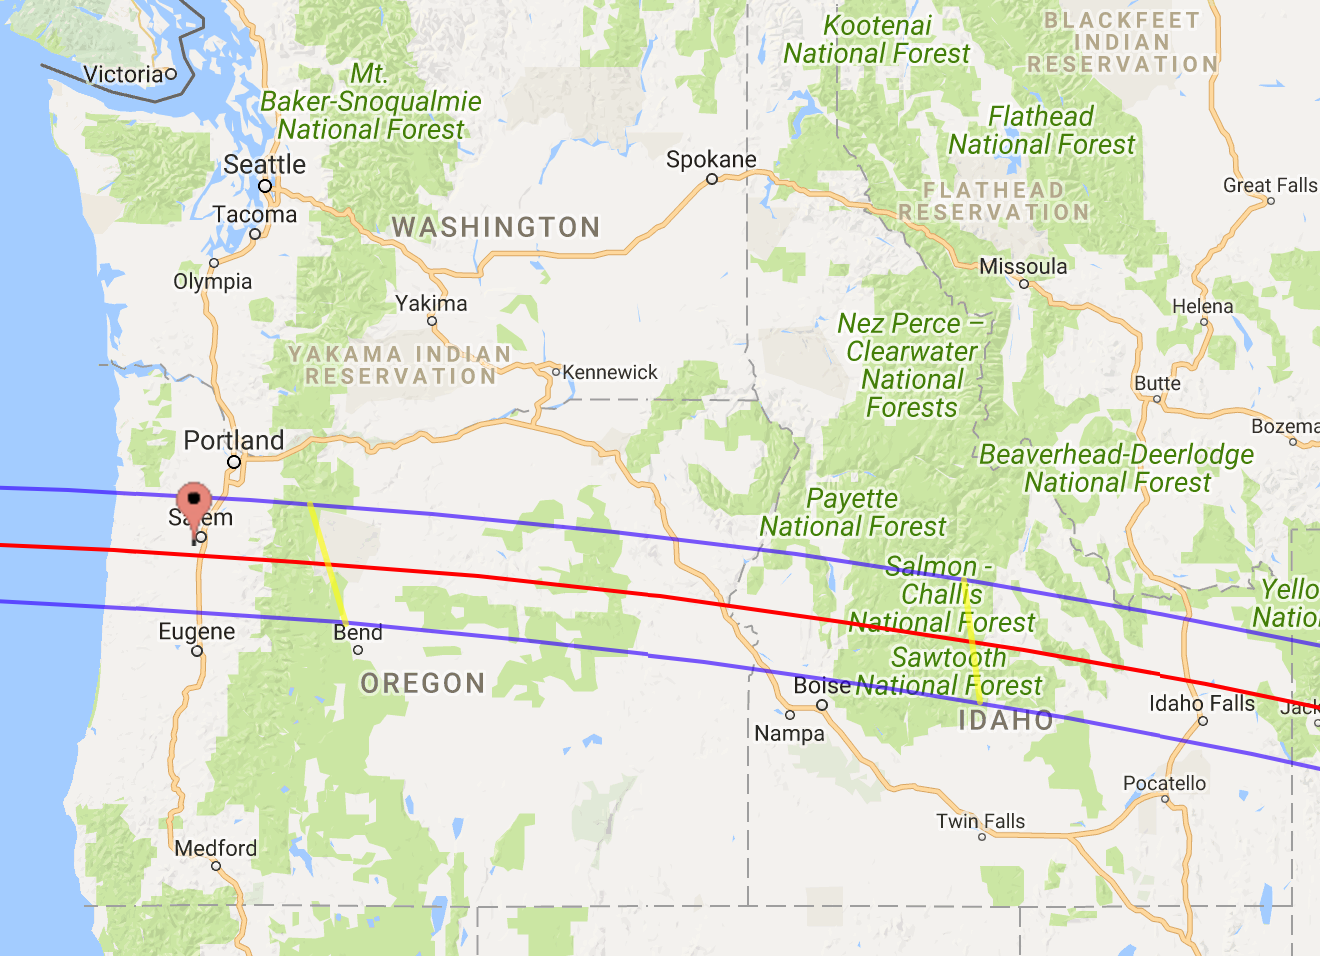 Kootenai
National Forest
BLACKFEET
INDIAN
RESERVATION
Victoria
Mt.
Baker-Snoqualmie
National Forest
Flathead
National Forest
Seattle
Spokane
Great Falls
FLATHEAD
RESERVATION
Tacoma
WASHINGTON
Olympia
Missoula
Yakima
Helena
Nez Perce –
Clearwater
National
Forests
YAKAMA INDIAN
RESERVATION
Kennewick
Butte
Bozema
Portland
Beaverhead-Deerlodge
National Forest
Payette
National Forest
Salem
Salmon -
Challis
National Forest
Yello
Natio
Eugene
Bend
Sawtooth
National Forest
OREGON
Boise
Idaho Falls
Jack
IDAHO
Nampa
Pocatello
Twin Falls
Medford